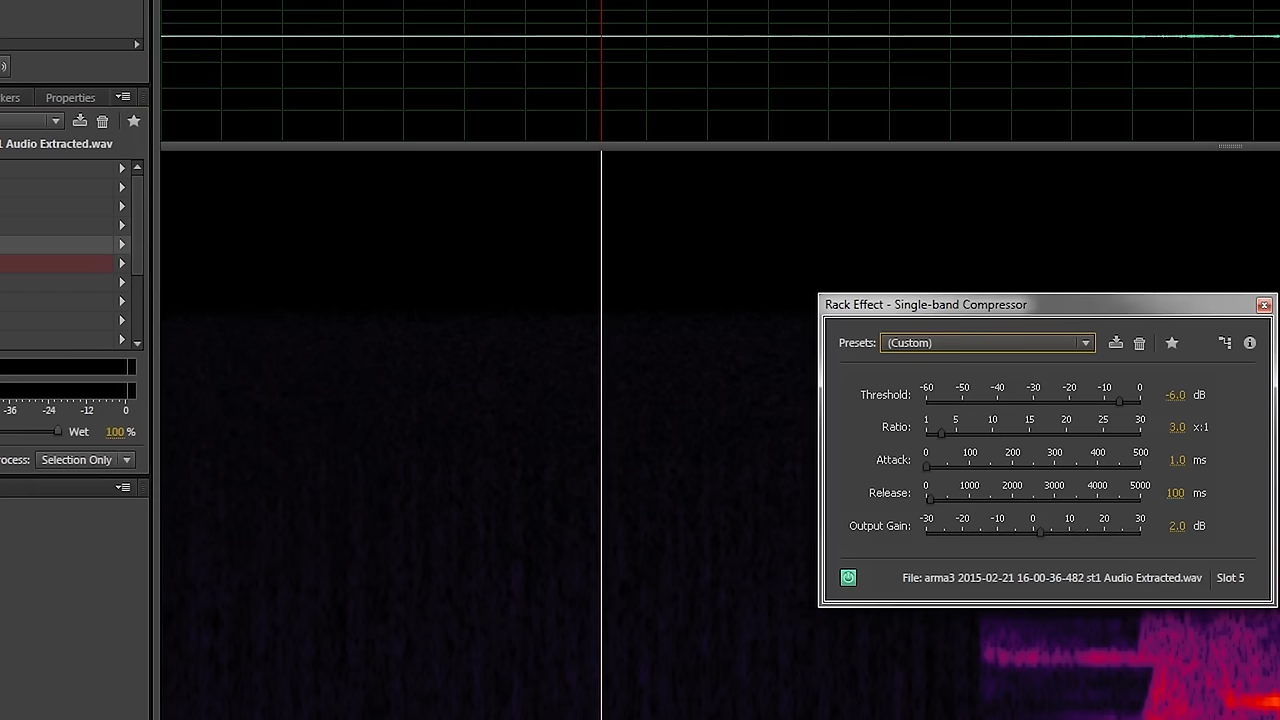 kers Properties
1 Audio Extracted.wav
-36 -24 -12 0
Wet 100 %
ocess: Selection Only
Rack Effect - Single-band Compressor
Presets: (Custom)
-60 -50 -40 -30 -20 -10 0
Threshold: -6.0 dB
1 5 10 15 20 25 30
Ratio: 3.0 x:1
0 100 200 300 400 500
Attack: 1.0 ms
0 1000 2000 3000 4000 5000
Release: 100 ms
-30 -20 -10 0 10 20 30
Output Gain: 2.0 dB
File: arma3 2015-02-21 16-00-36-482 st1 Audio Extracted.wav Slot 5